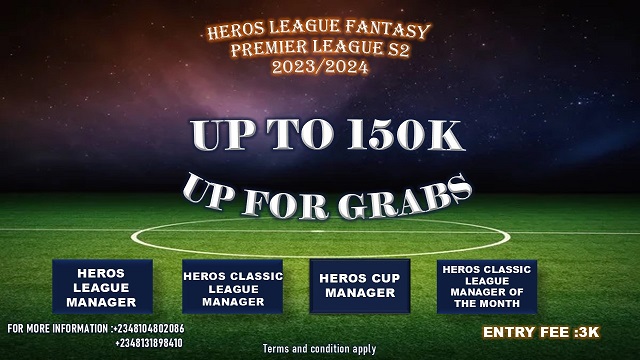 HEROS LEAGUE FANTASY
PREMIER LEAGUE S2
2023/2024
UP TO 150K
UP FOR GRABS
HEROS
LEAGUE
MANAGER
HEROS CLASSIC
LEAGUE
MANAGER
HEROS CUP
MANAGER
HEROS CLASSIC
LEAGUE
MANAGER OF
THE MONTH
FOR MORE INFORMATION :+2348104802086
+2348131898410
ENTRY FEE :3K
Terms and condition apply